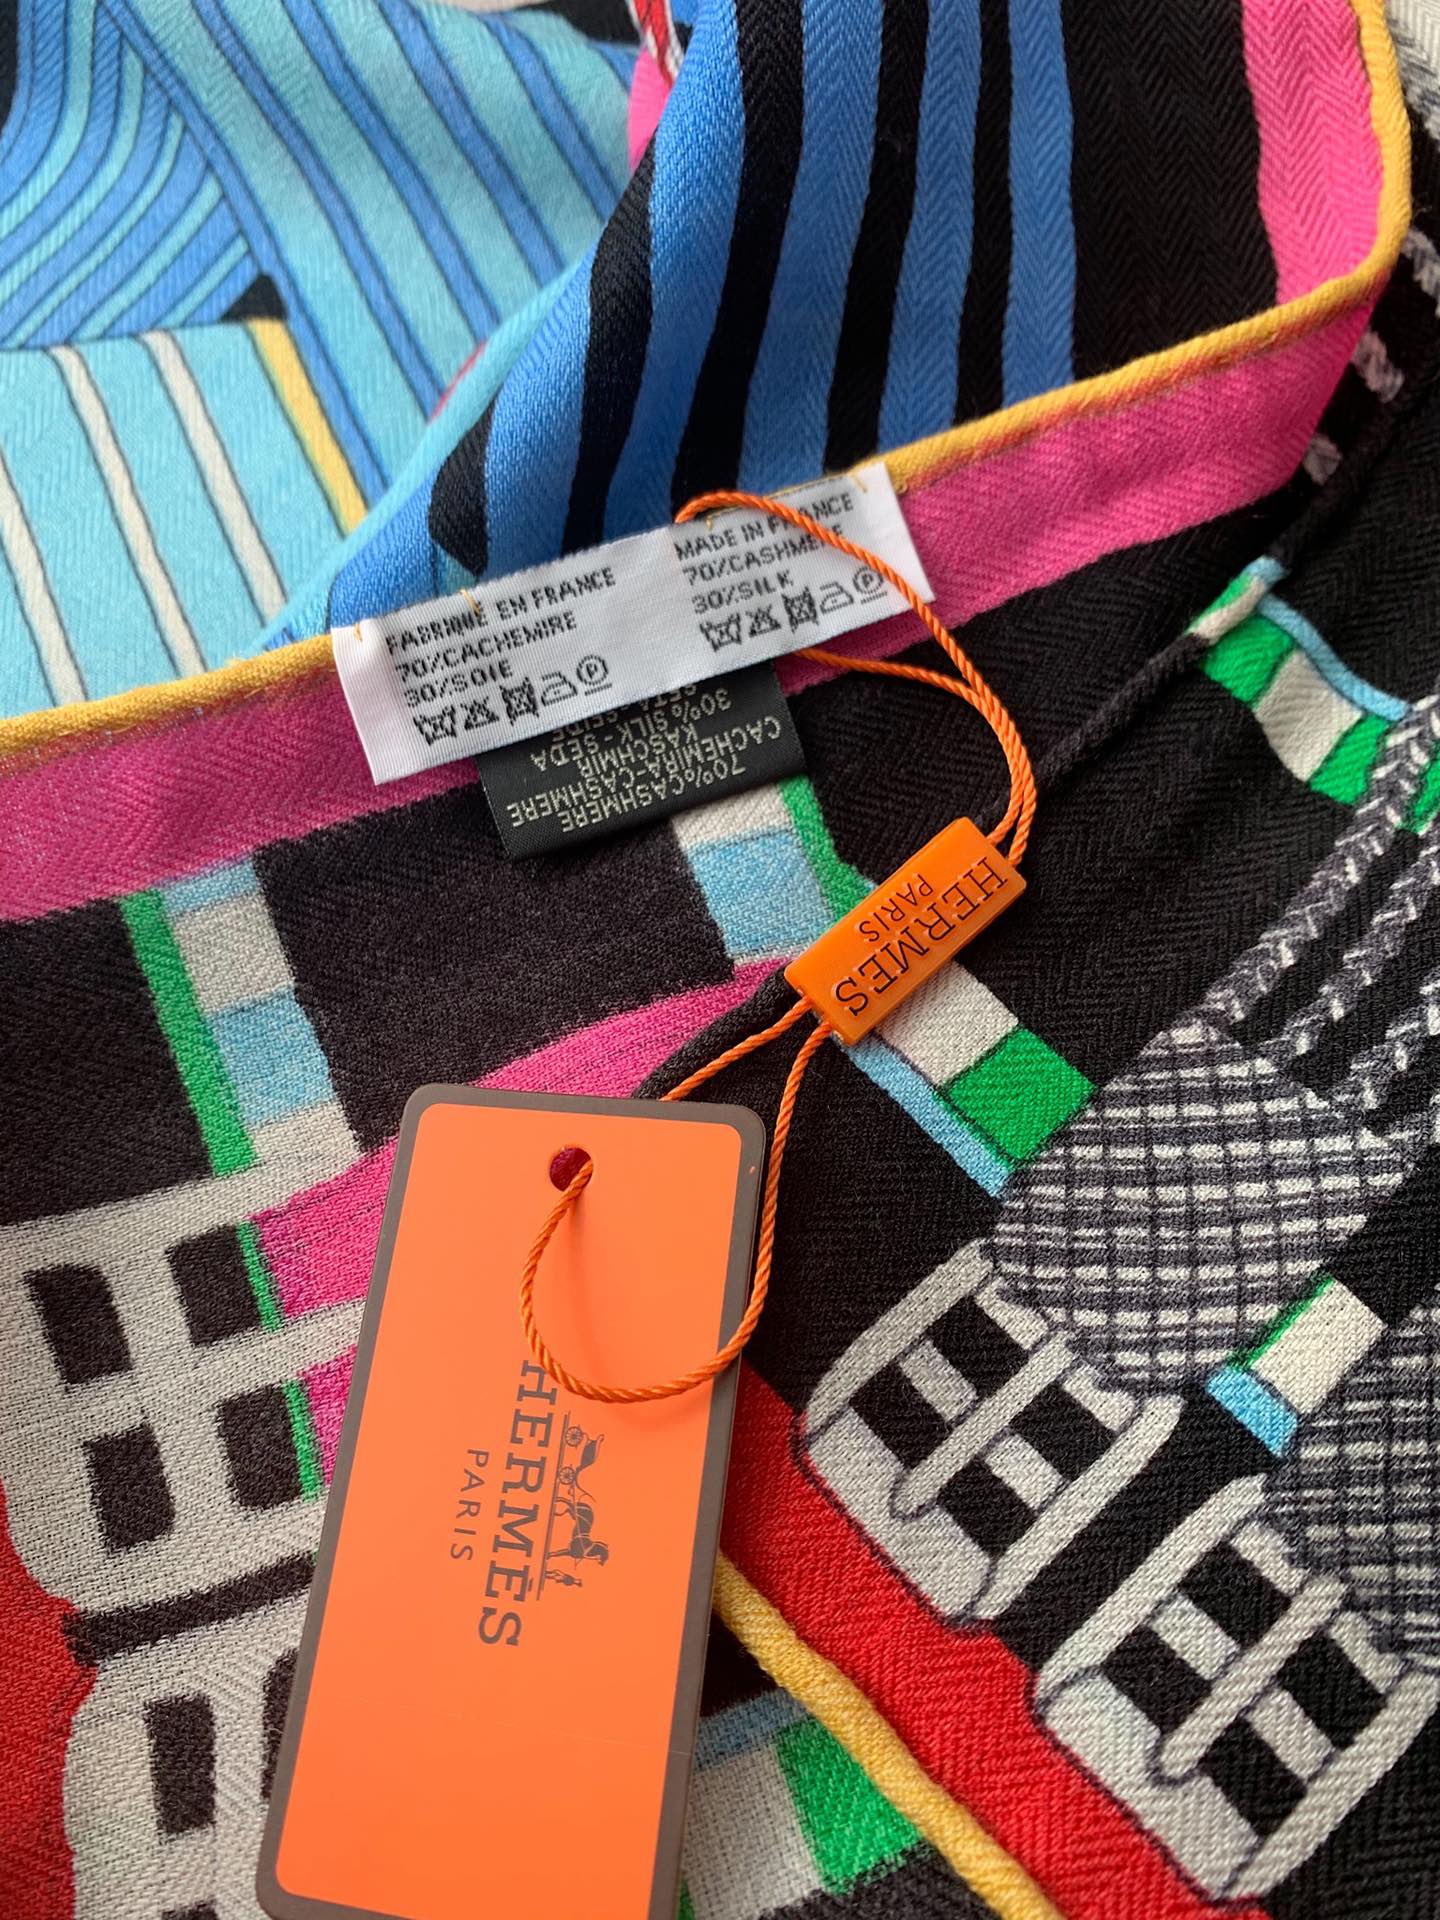 FABRIQUE EN FRANCE
70/CACHEMIRE
30/SOIE
MADE IN FRANCE
70/CASHMERE
30/SILK
P
P
70%CASHMERE
CACHEMIRA-CASHMERE
KASCHMIR
30%SILK-SEDA
HERMES
PARIS
HERMÈS
PARIS